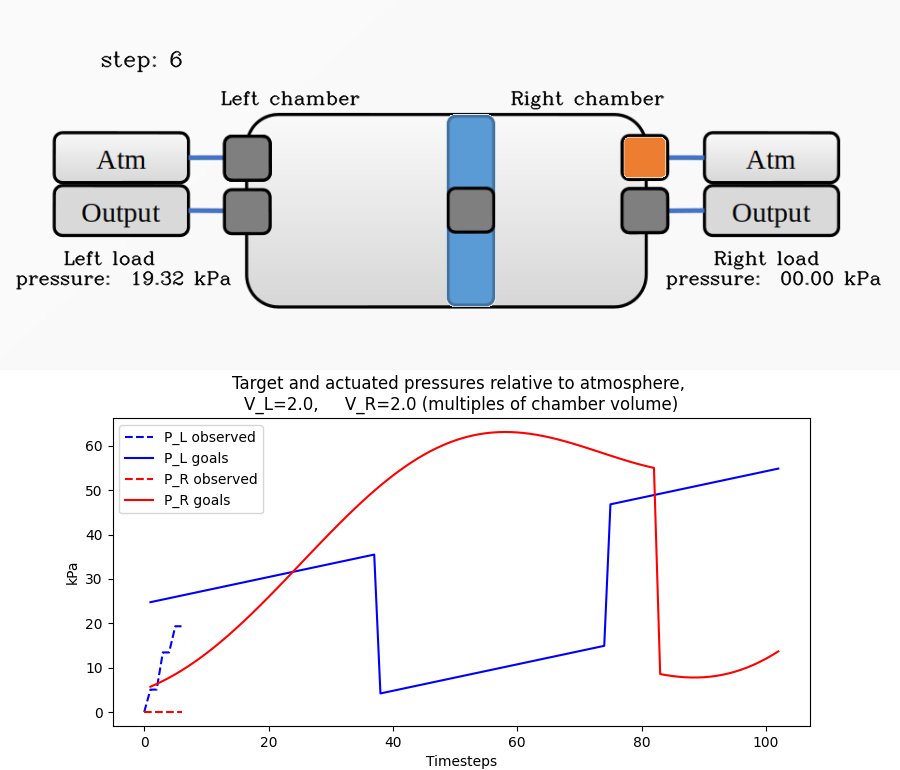 step: 6
Left chamber
Right chamber
Atm
Atm
Output
Output
Left load
pressure: 19.32 kPa
Right load
pressure: 00.00 kPa
Target and actuated pressures relative to atmosphere,
V_L=2.0, V_R=2.0 (multiples of chamber volume)
P_L observed
P_L goals
P_R observed
P_R goals
60
50
40
30
20
10
0
kPa
0 20 40 60 80 100
Timesteps